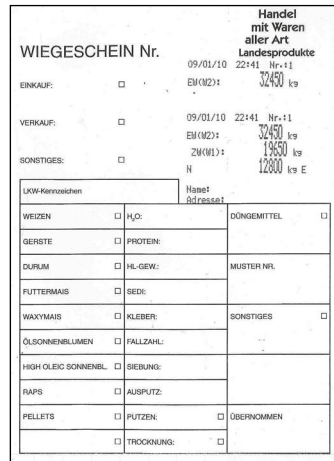 Handel
mit Waren
aller Art
Landesprodukte
WIEGESCHEIN Nr.
09/01/10 22:41 Nr.:1
EINKAUF: □ EW(W2): 32450 kg
09/01/10 22:41 Nr.:1
VERKAUF: □
EW(W2): 32450 kg
ZW(W1): 19650 kg
SONSTIGES: □
N 12800 kg E
LKW-Kennzeichen
Name:
Adresse:
WEIZEN □ H₂O: DÜNGEMITTEL □
GERSTE □ PROTEIN:
DURUM □ HL-GEW.: MUSTER NR.
FUTTERMAIS □ SEDI:
WAXYMAIS □ KLEBER: SONSTIGES □
ÖLSONNENBLUMEN □ FALLZAHL:
HIGH OLEIC SONNENBL. □ SIEBUNG:
RAPS □ AUSPUTZ:
PELLETS □ PUTZEN: □ ÜBERNOMMEN
□ TROCKNUNG: □